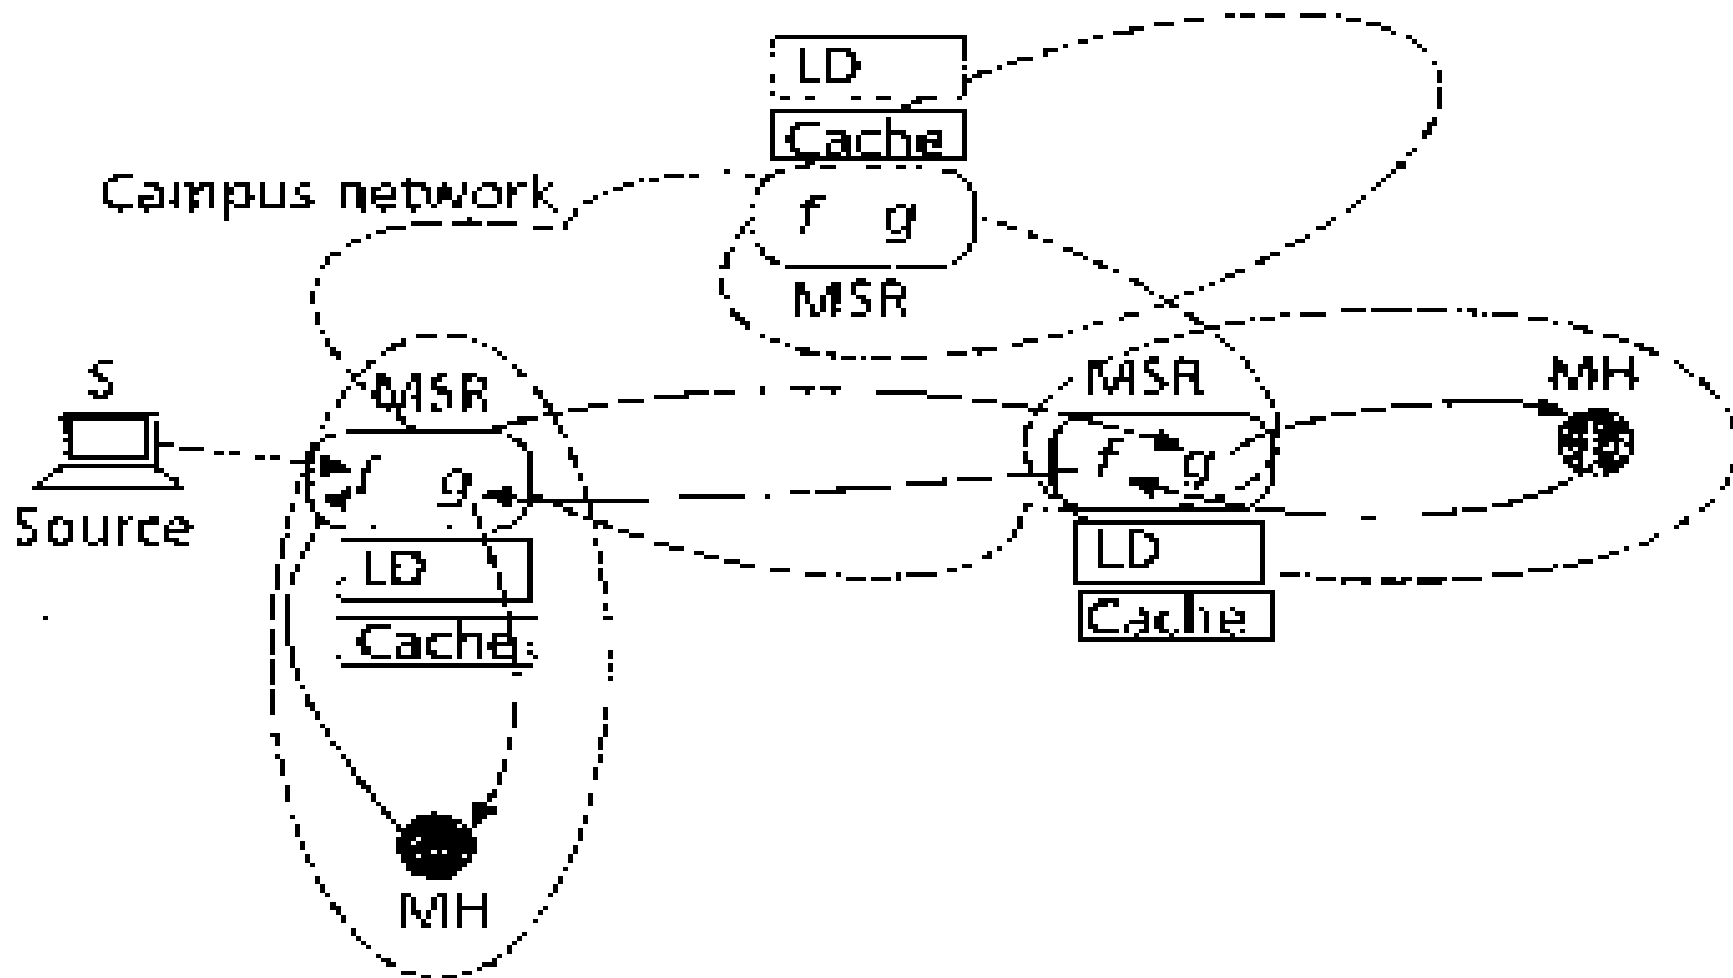 LD
Cache
Campus network
f g
MSR
S
MSR
MSR
MH
f g
f g
Source
LD
LD
Cache
Cache
MH